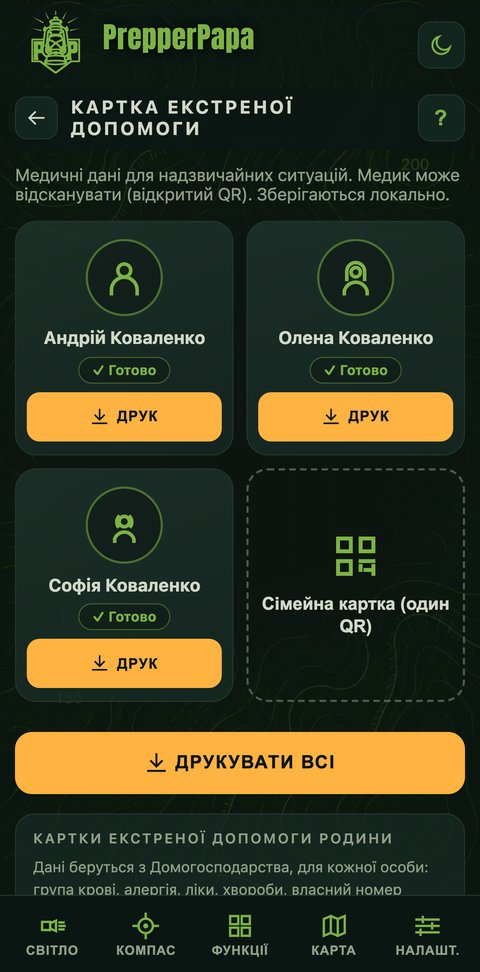 PrepperPapa
КАРТКА ЕКСТРЕНОЇ
ДОПОМОГИ
?
200
Медичні дані для надзвичайних ситуацій. Медик може
відсканувати (відкритий QR). Зберігаються локально.
Андрій Коваленко
✓ Готово
ДРУК
Олена Коваленко
✓ Готово
ДРУК
Софія Коваленко
✓ Готово
ДРУК
Сімейна картка (один
QR)
150
ДРУКУВАТИ ВСІ
КАРТКИ ЕКСТРЕНОЇ ДОПОМОГИ РОДИНИ
Дані беруться з Домогосподарства, для кожної особи:
група крові, алергія, ліки, хвороби, власний номер
СВІТЛО
КОМПАС
ФУНКЦІЇ
КАРТА
НАЛАШТ.